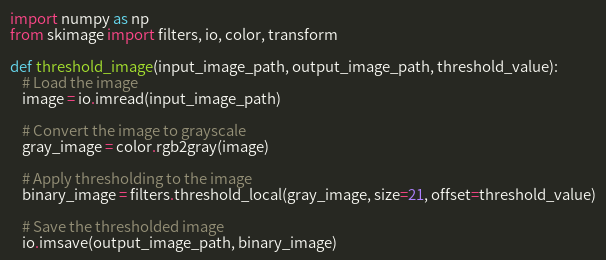 import numpy as np
from skimage import filters, io, color, transform
def threshold_image(input_image_path, output_image_path, threshold_value):
# Load the image
image = io.imread(input_image_path)
# Convert the image to grayscale
gray_image = color.rgb2gray(image)
# Apply thresholding to the image
binary_image = filters.threshold_local(gray_image, size=21, offset=threshold_value)
# Save the thresholded image
io.imsave(output_image_path, binary_image)